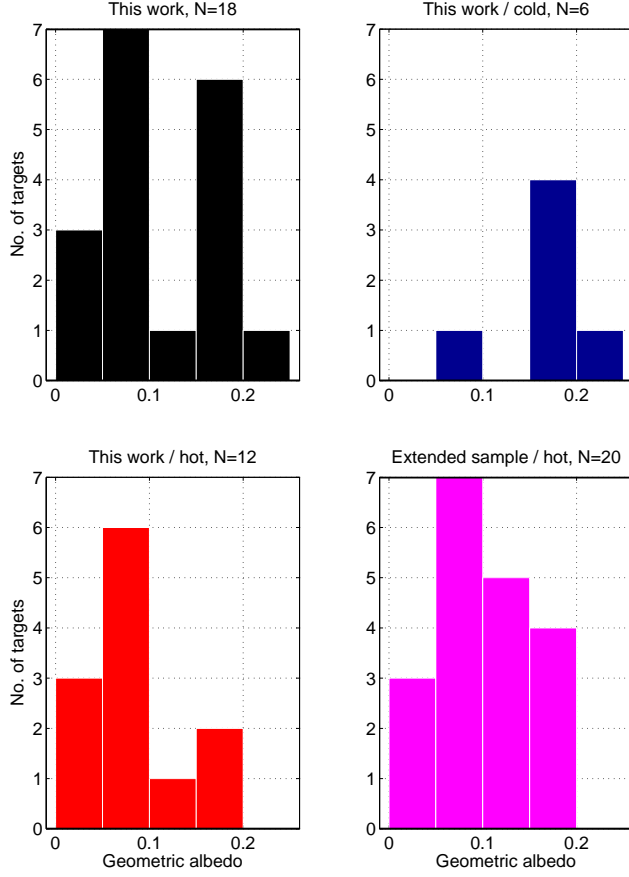 This work, N=18
No. of targets
7
6
5
4
3
2
1
0
0 0.1 0.2
This work / cold, N=6
7
6
5
4
3
2
1
0
0 0.1 0.2
This work / hot, N=12
No. of targets
7
6
5
4
3
2
1
0
0 0.1 0.2
Geometric albedo
Extended sample / hot, N=20
7
6
5
4
3
2
1
0
0 0.1 0.2
Geometric albedo